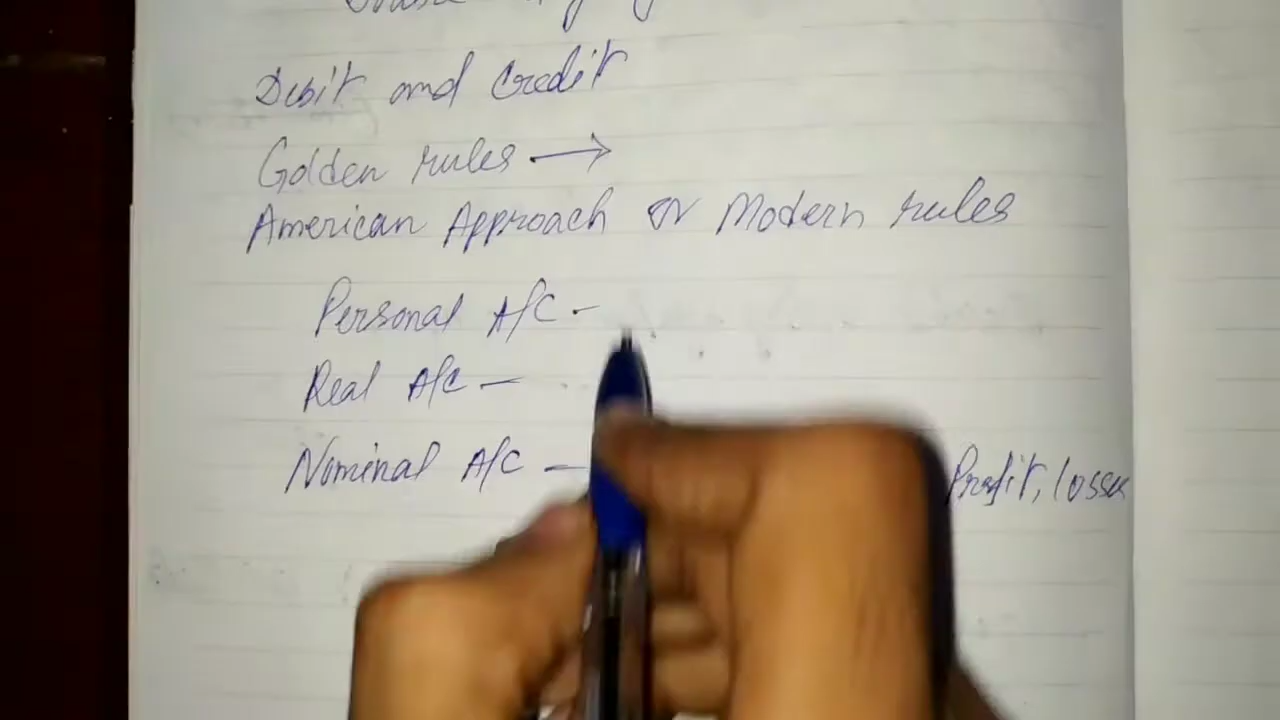 Debit and Credit
Golden rules →
American Approach or Modern rules
Personal A/C -
Real A/C -
Nominal A/C - Profit, losses